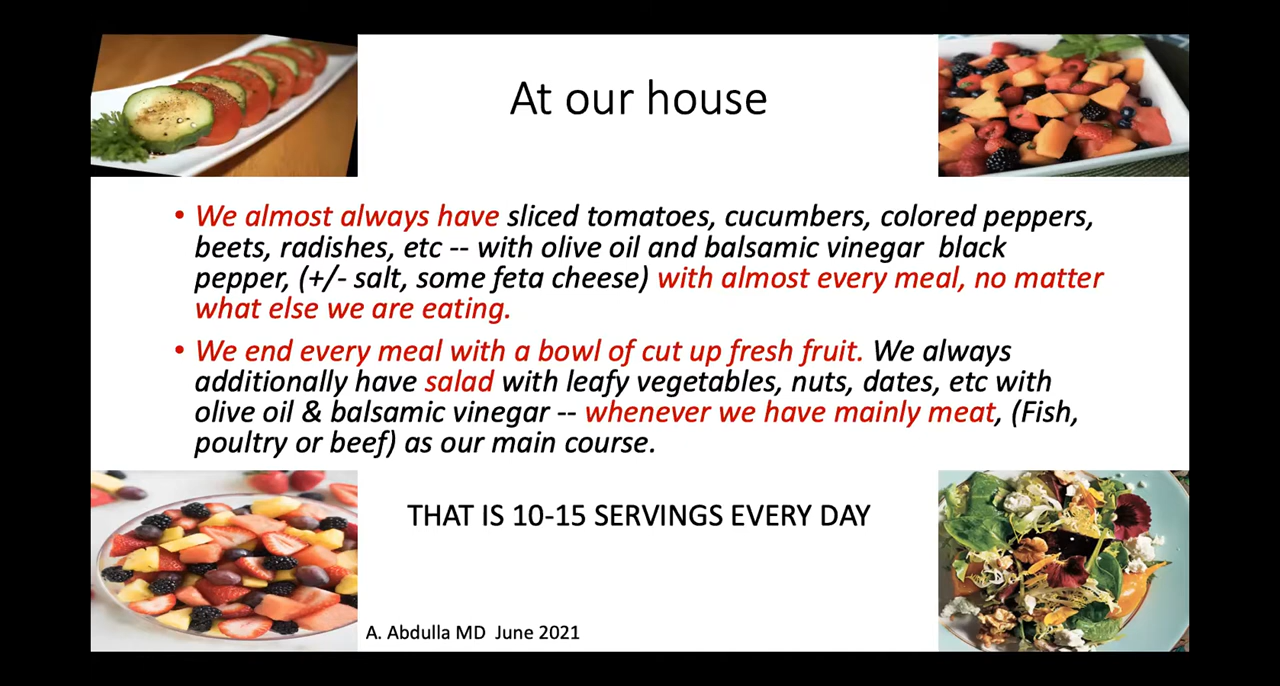 At our house
• We almost always have sliced tomatoes, cucumbers, colored peppers,
beets, radishes, etc -- with olive oil and balsamic vinegar  black
pepper, (+/- salt, some feta cheese) with almost every meal, no matter
what else we are eating.
• We end every meal with a bowl of cut up fresh fruit. We always
additionally have salad with leafy vegetables, nuts, dates, etc with
olive oil & balsamic vinegar -- whenever we have mainly meat, (Fish,
poultry or beef) as our main course.
THAT IS 10-15 SERVINGS EVERY DAY
A. Abdulla MD  June 2021